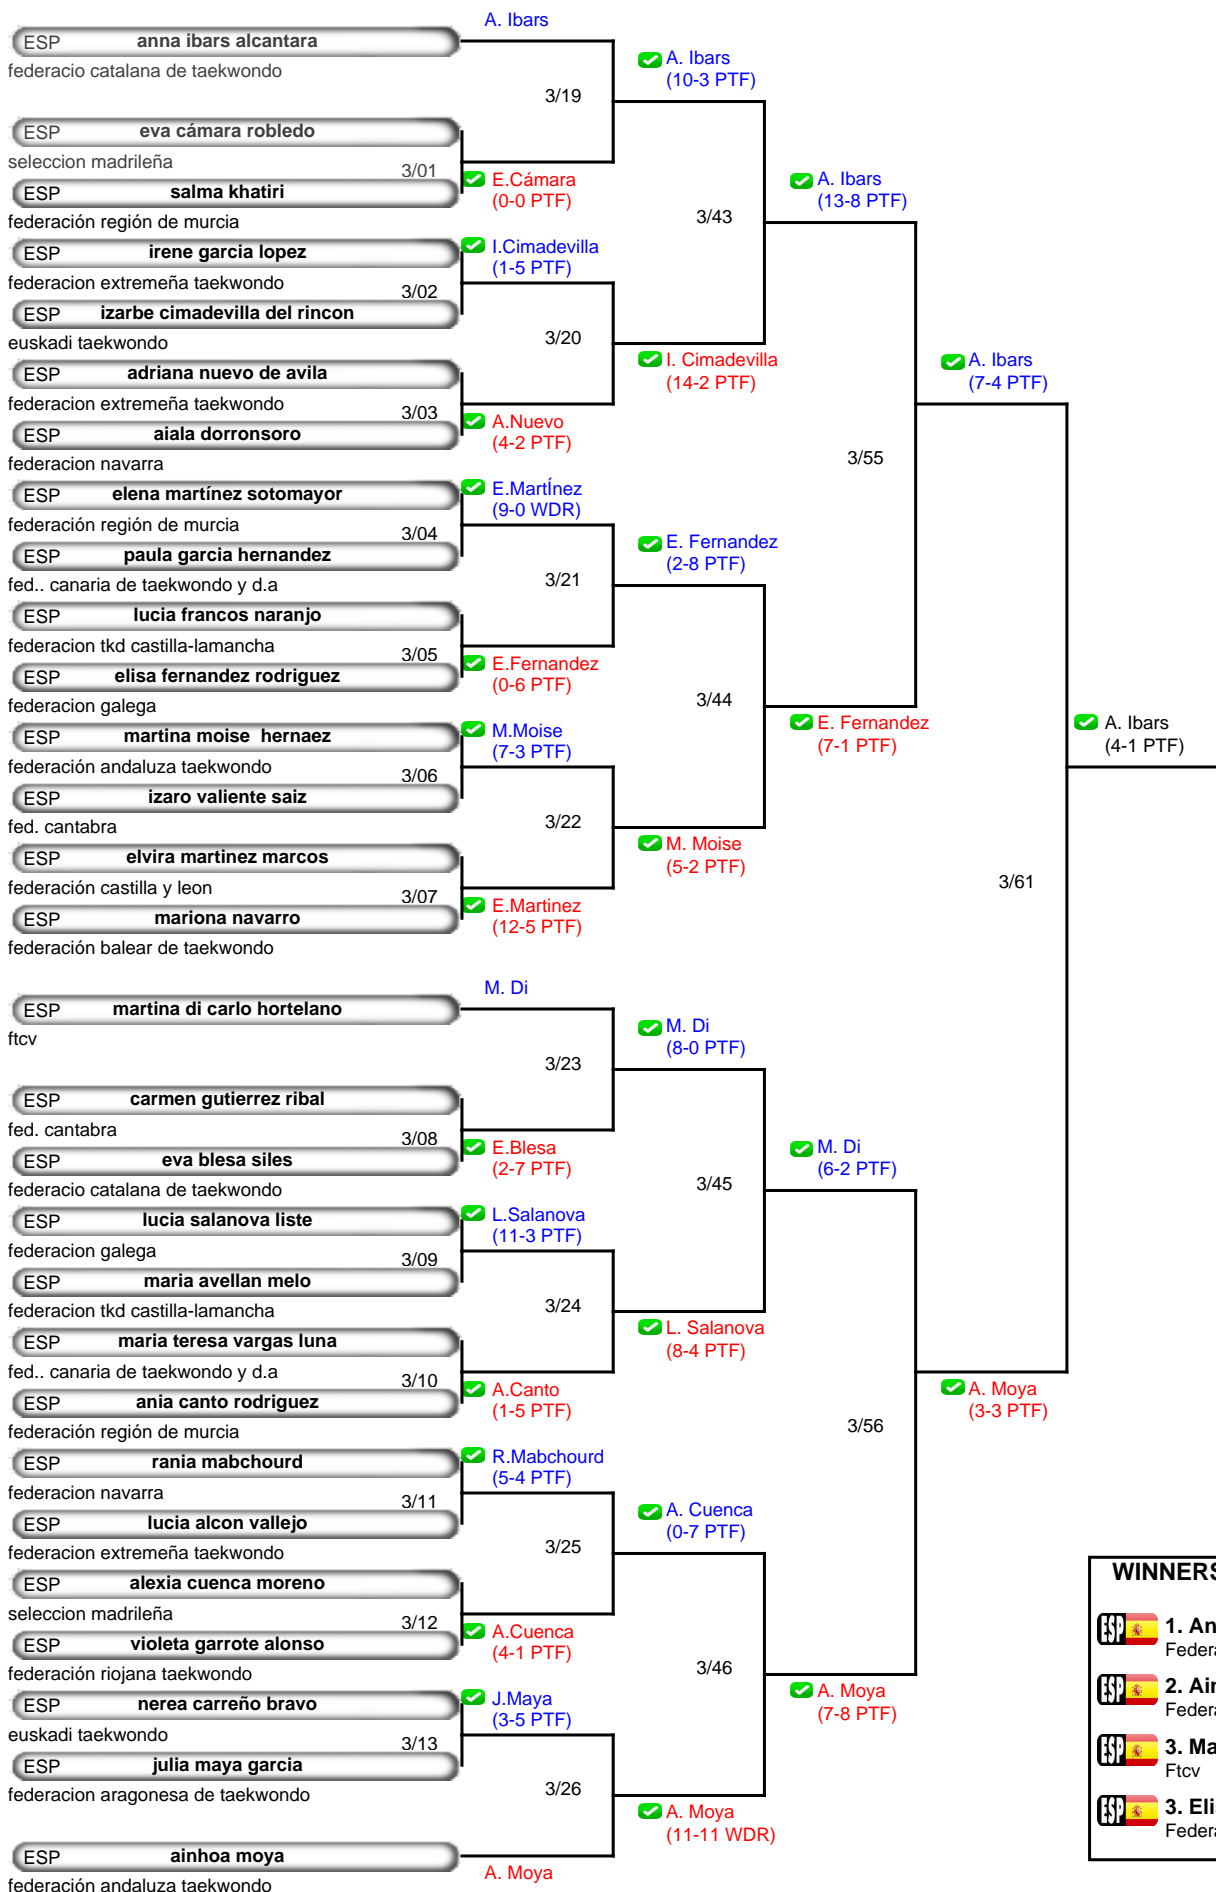 A. Ibars
ESP anna ibars alcantara
federacio catalana de taekwondo
A. Ibars
(10-3 PTF)
3/19
ESP eva cámara robledo
seleccion madrileña
3/01
ESP salma khatiri
federación región de murcia
E.Cámara
(0-0 PTF)
A. Ibars
(13-8 PTF)
3/43
ESP irene garcia lopez
federacion extremeña taekwondo
I.Cimadevilla
(1-5 PTF)
3/02
ESP izarbe cimadevilla del rincon
euskadi taekwondo
3/20
I. Cimadevilla
(14-2 PTF)
A. Ibars
(7-4 PTF)
ESP adriana nuevo de avila
federacion extremeña taekwondo
3/03
ESP aiala dorronsoro
federacion navarra
A.Nuevo
(4-2 PTF)
3/55
ESP elena martínez sotomayor
federación región de murcia
E.MartÍnez
(9-0 WDR)
3/04
ESP paula garcia hernandez
fed.. canaria de taekwondo y d.a
E. Fernandez
(2-8 PTF)
3/21
ESP lucia francos naranjo
federacion tkd castilla-lamancha
3/05
ESP elisa fernandez rodriguez
federacion galega
E.Fernandez
(0-6 PTF)
3/44
E. Fernandez
(7-1 PTF)
A. Ibars
(4-1 PTF)
ESP martina moise hernaez
federación andaluza taekwondo
M.Moise
(7-3 PTF)
3/06
ESP izaro valiente saiz
fed. cantabra
3/22
M. Moise
(5-2 PTF)
ESP elvira martinez marcos
federación castilla y leon
3/07
ESP mariona navarro
federación balear de taekwondo
E.Martinez
(12-5 PTF)
3/61
M. Di
ESP martina di carlo hortelano
ftcv
M. Di
(8-0 PTF)
3/23
ESP carmen gutierrez ribal
fed. cantabra
3/08
ESP eva blesa siles
federacio catalana de taekwondo
E.Blesa
(2-7 PTF)
M. Di
(6-2 PTF)
3/45
ESP lucia salanova liste
federacion galega
L.Salanova
(11-3 PTF)
3/09
ESP maria avellan melo
federacion tkd castilla-lamancha
3/24
L. Salanova
(8-4 PTF)
ESP maria teresa vargas luna
fed.. canaria de taekwondo y d.a
3/10
ESP ania canto rodriguez
federación región de murcia
A.Canto
(1-5 PTF)
A. Moya
(3-3 PTF)
3/56
ESP rania mabchourd
federacion navarra
R.Mabchourd
(5-4 PTF)
3/11
ESP lucia alcon vallejo
federacion extremeña taekwondo
A. Cuenca
(0-7 PTF)
3/25
ESP alexia cuenca moreno
seleccion madrileña
3/12
ESP violeta garrote alonso
federación riojana taekwondo
A.Cuenca
(4-1 PTF)
3/46
A. Moya
(7-8 PTF)
ESP nerea carreño bravo
euskadi taekwondo
J.Maya
(3-5 PTF)
3/13
ESP julia maya garcia
federacion aragonesa de taekwondo
3/26
A. Moya
(11-11 WDR)
ESP ainhoa moya
federación andaluza taekwondo
A. Moya
WINNERS
ESP 1. An
Federa
ESP 2. Ain
Federa
ESP 3. Ma
Ftcv
ESP 3. Elis
Federa